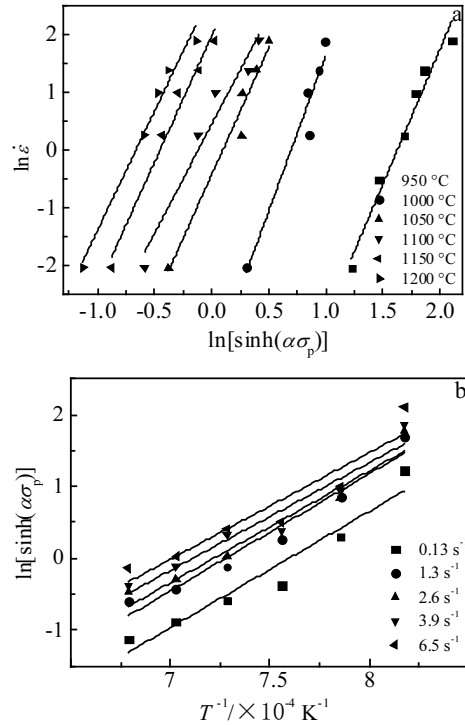 a
2
1
0
-1
-2
ln ε̇
950 °C
1000 °C
1050 °C
1100 °C
1150 °C
1200 °C
-1.0 -0.5 0.0 0.5 1.0 1.5 2.0
ln[sinh(ασp)]
b
2
1
0
-1
ln[sinh(ασp)]
0.13 s⁻¹
1.3 s⁻¹
2.6 s⁻¹
3.9 s⁻¹
6.5 s⁻¹
7 7.5 8
T⁻¹/×10⁻⁴ K⁻¹